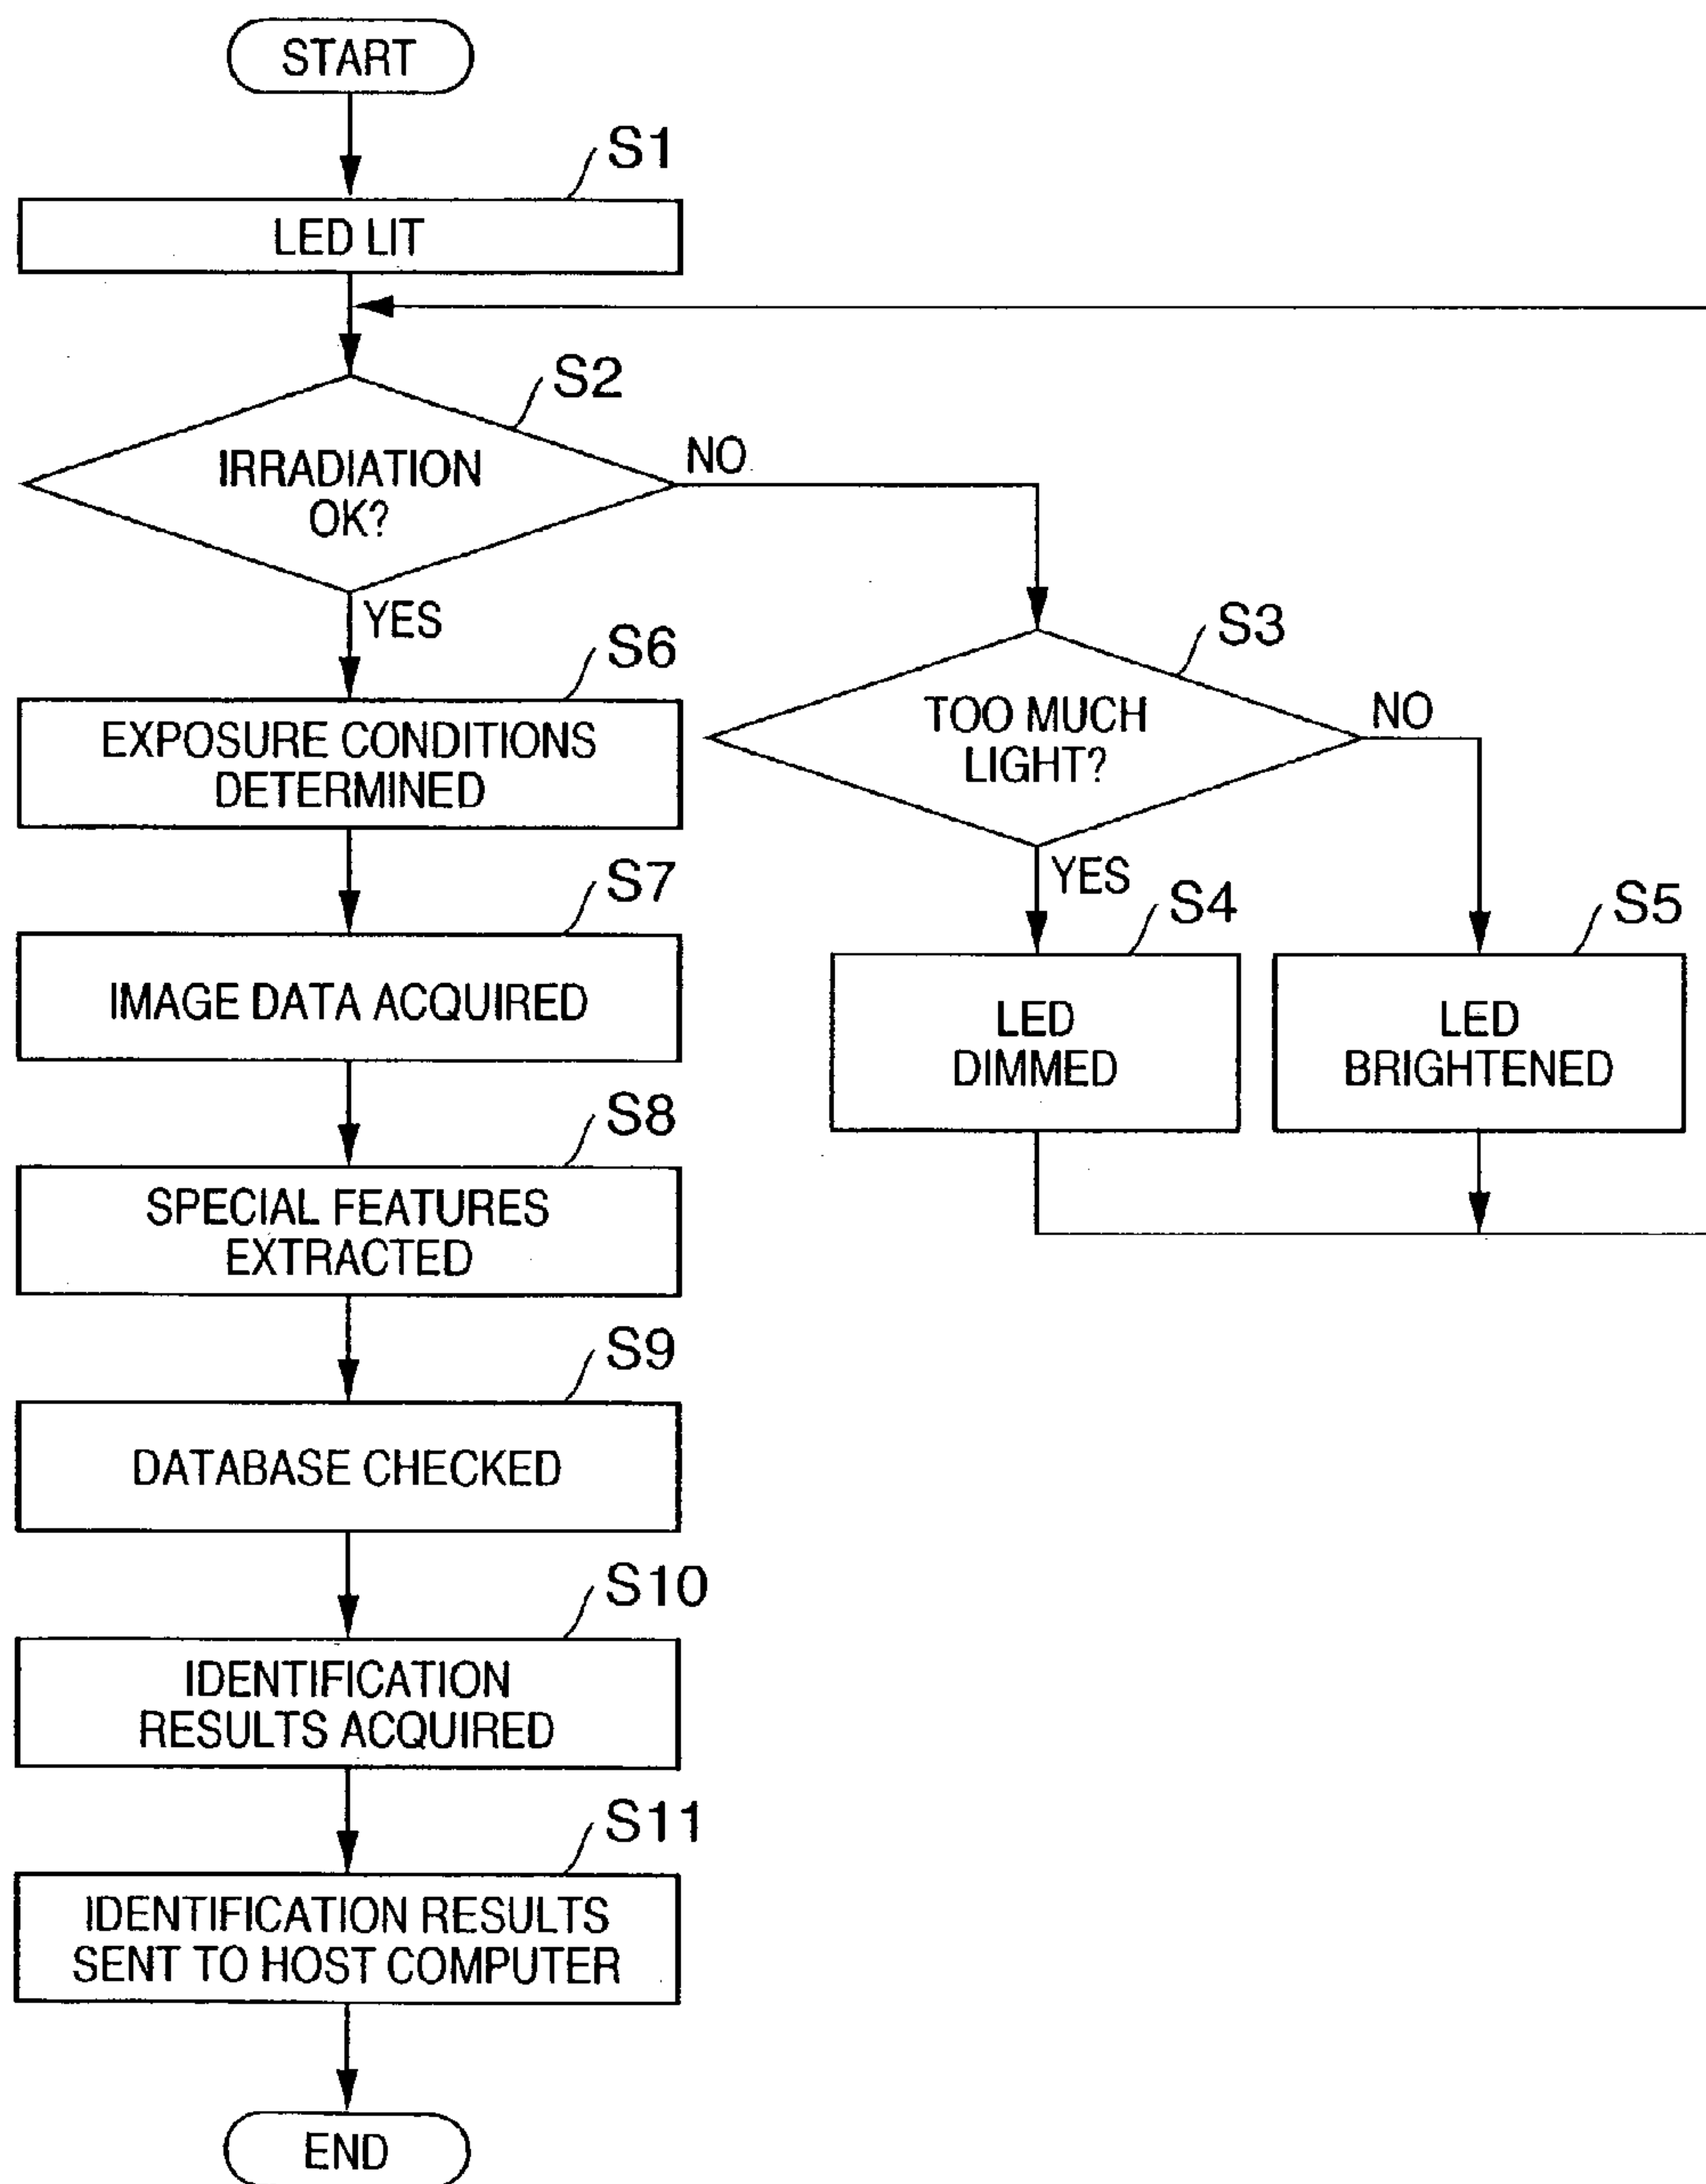 START
S1
LED LIT
S2
IRRADIATION
OK?
NO
YES
S3
TOO MUCH
LIGHT?
NO
YES
S4
LED
DIMMED
S5
LED
BRIGHTENED
S6
EXPOSURE CONDITIONS
DETERMINED
S7
IMAGE DATA ACQUIRED
S8
SPECIAL FEATURES
EXTRACTED
S9
DATABASE CHECKED
S10
IDENTIFICATION
RESULTS ACQUIRED
S11
IDENTIFICATION RESULTS
SENT TO HOST COMPUTER
END